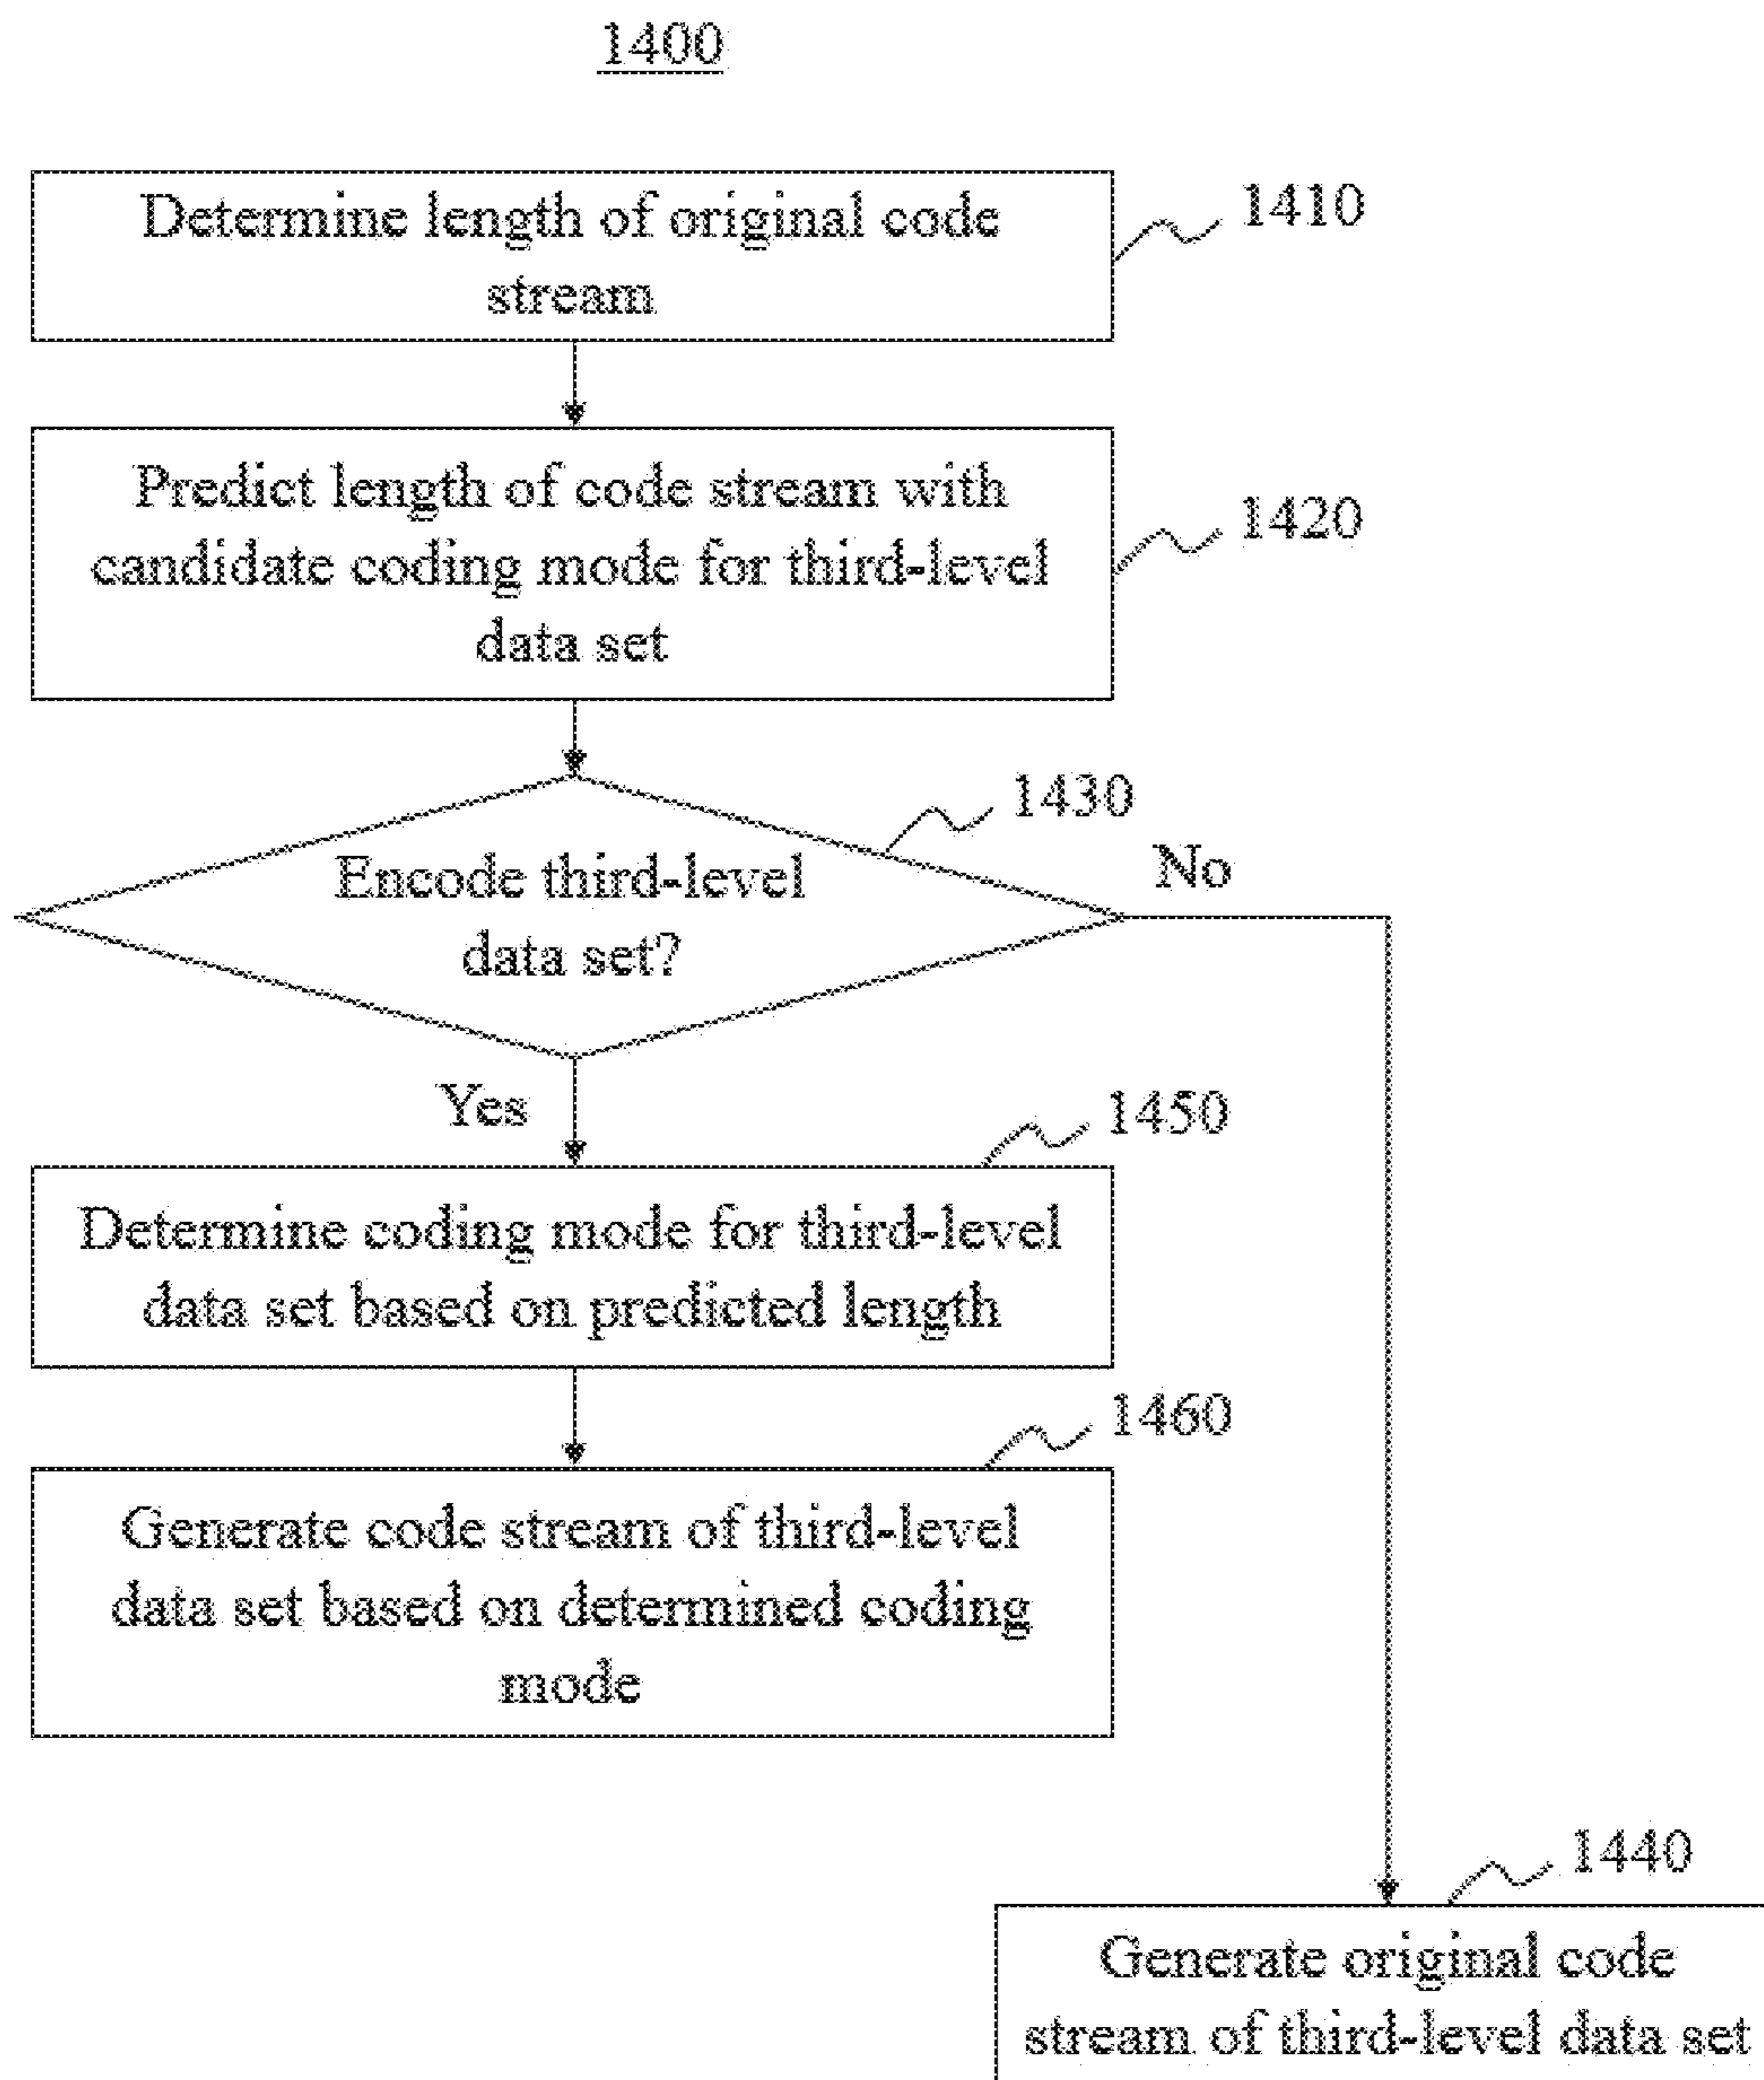 1400
Determine length of original code
stream
1410
Predict length of code stream with
candidate coding mode for third-level
data set
1420
1430
Encode third-level
data set?
No
Yes
1450
Determine coding mode for third-level
data set based on predicted length
1460
Generate code stream of third-level
data set based on determined coding
mode
1440
Generate original code
stream of third-level data set